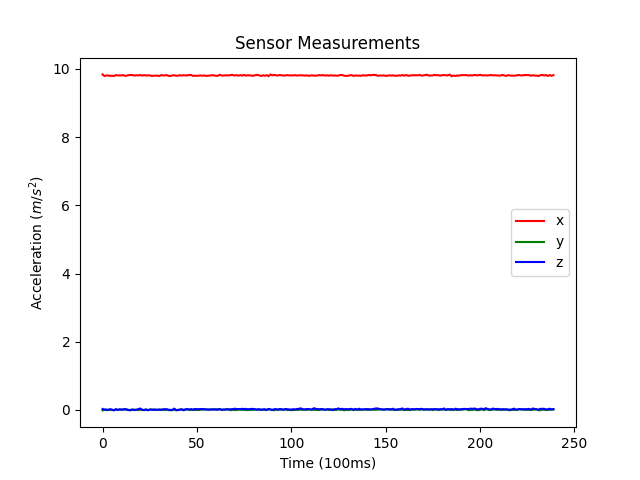 Sensor Measurements
10
8
6
4
2
0
Acceleration (m/s²)
x
y
z
0 50 100 150 200 250
Time (100ms)